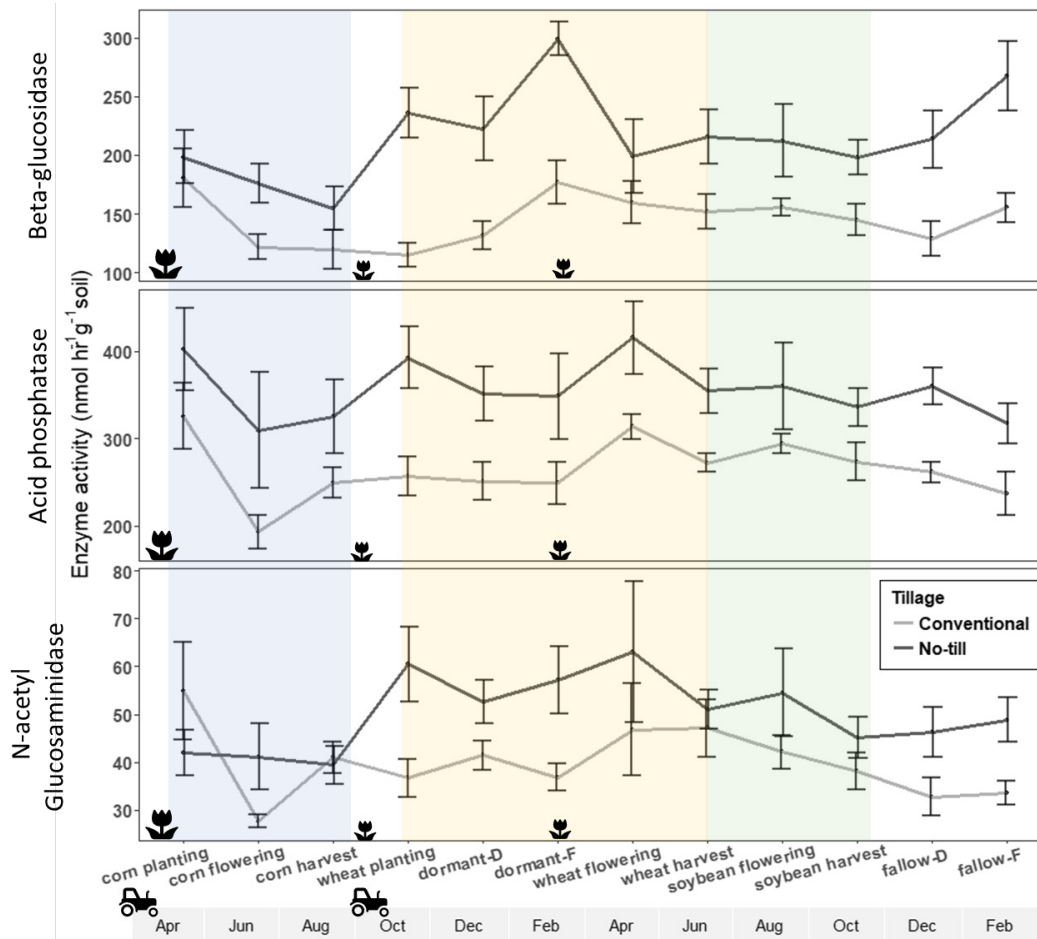 Beta-glucosidase
300
250
200
150
100
Acid phosphatase
Enzyme activity (nmol hr⁻¹g⁻¹soil)
400
300
200
N-acetyl
Glucosaminidase
80
70
60
50
40
30
Tillage
Conventional
No-till
corn planting
corn flowering
corn harvest
wheat planting
dormant-D
dormant-F
wheat flowering
wheat harvest
soybean flowering
soybean harvest
fallow-D
fallow-F
Apr Jun Aug Oct Dec Feb Apr Jun Aug Oct Dec Feb